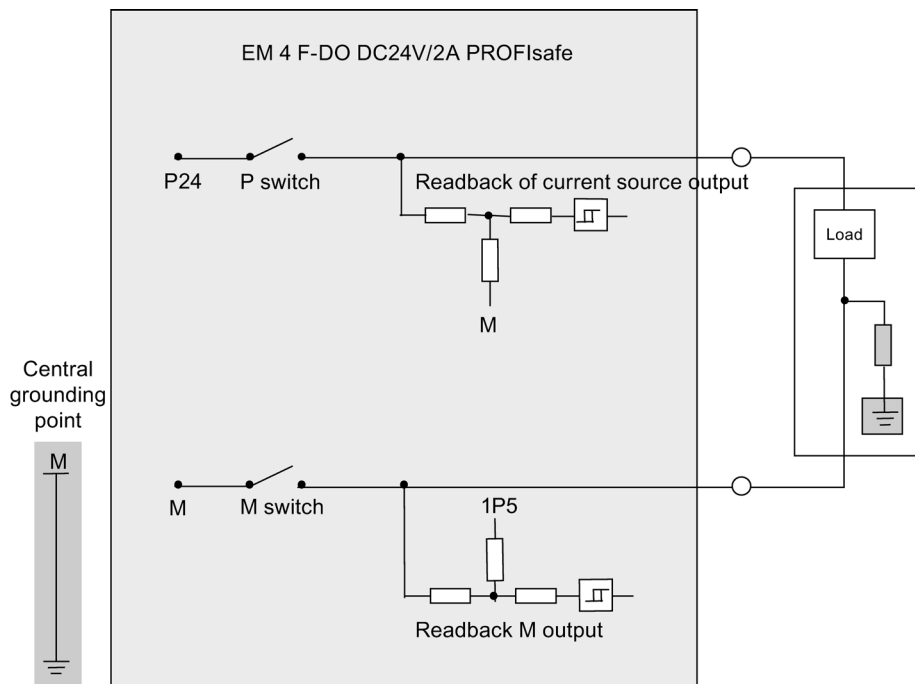 EM 4 F-DO DC24V/2A PROFIsafe
P24
P switch
Readback of current source output
Load
M
Central
grounding
point
M
M
M switch
1P5
Readback M output